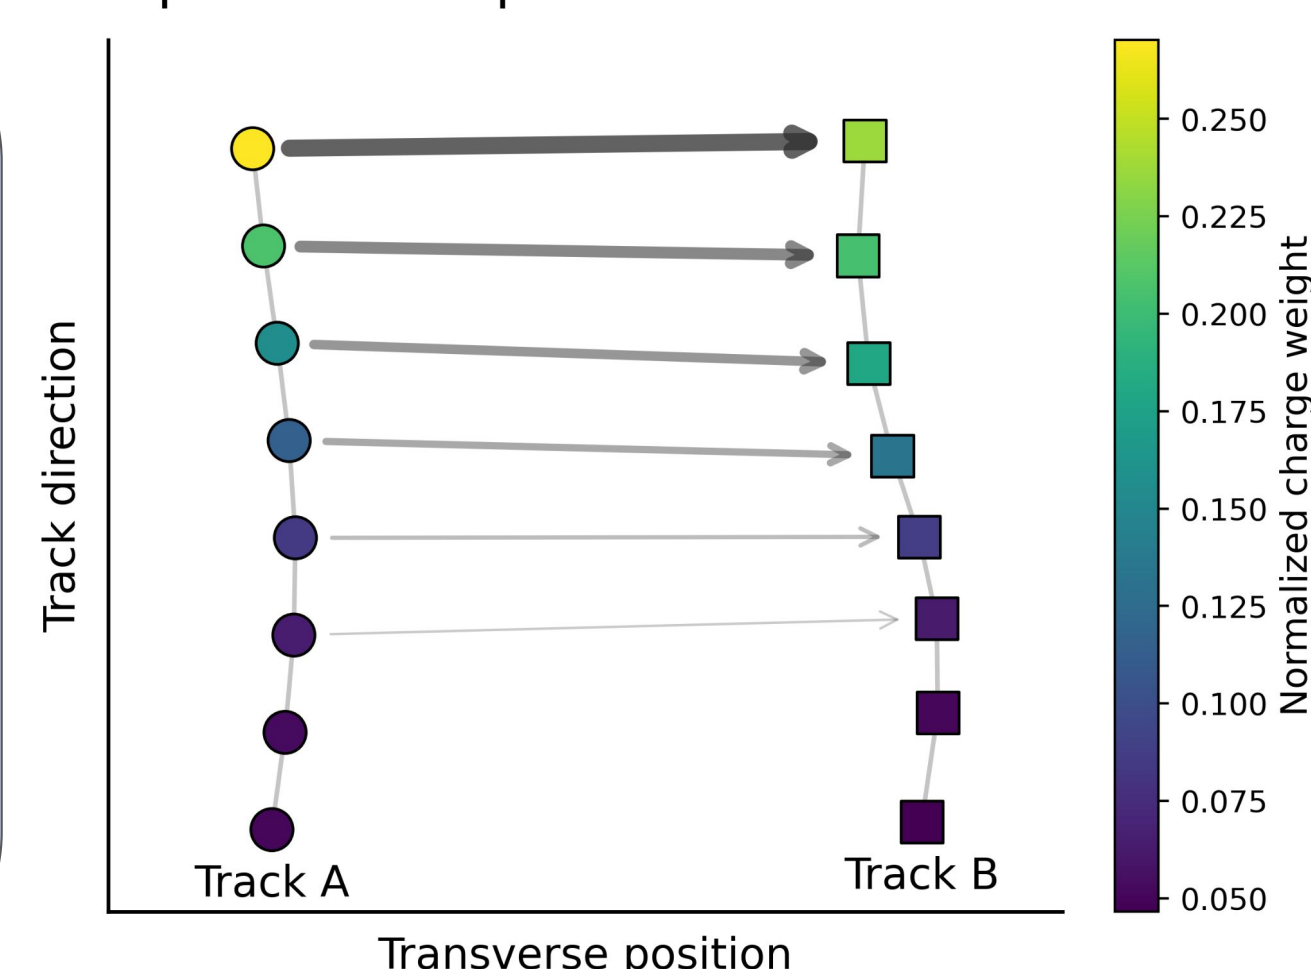 Track direction
Track A
Track B
Transverse position
0.250
0.225
0.200
0.175
0.150
0.125
0.100
0.075
0.050
Normalized charge weight